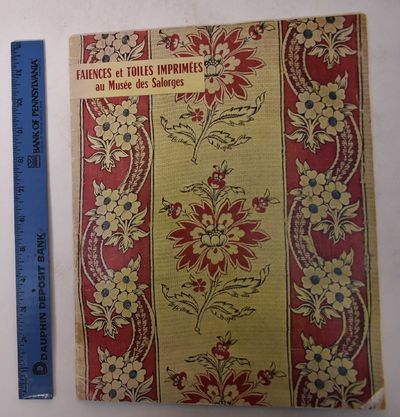 FAIENCES et TOILES IMPRIMÉES
au Musée des Salorges
BANK OF PENNSYLVANIA
DAUPHIN DEPOSIT BANK